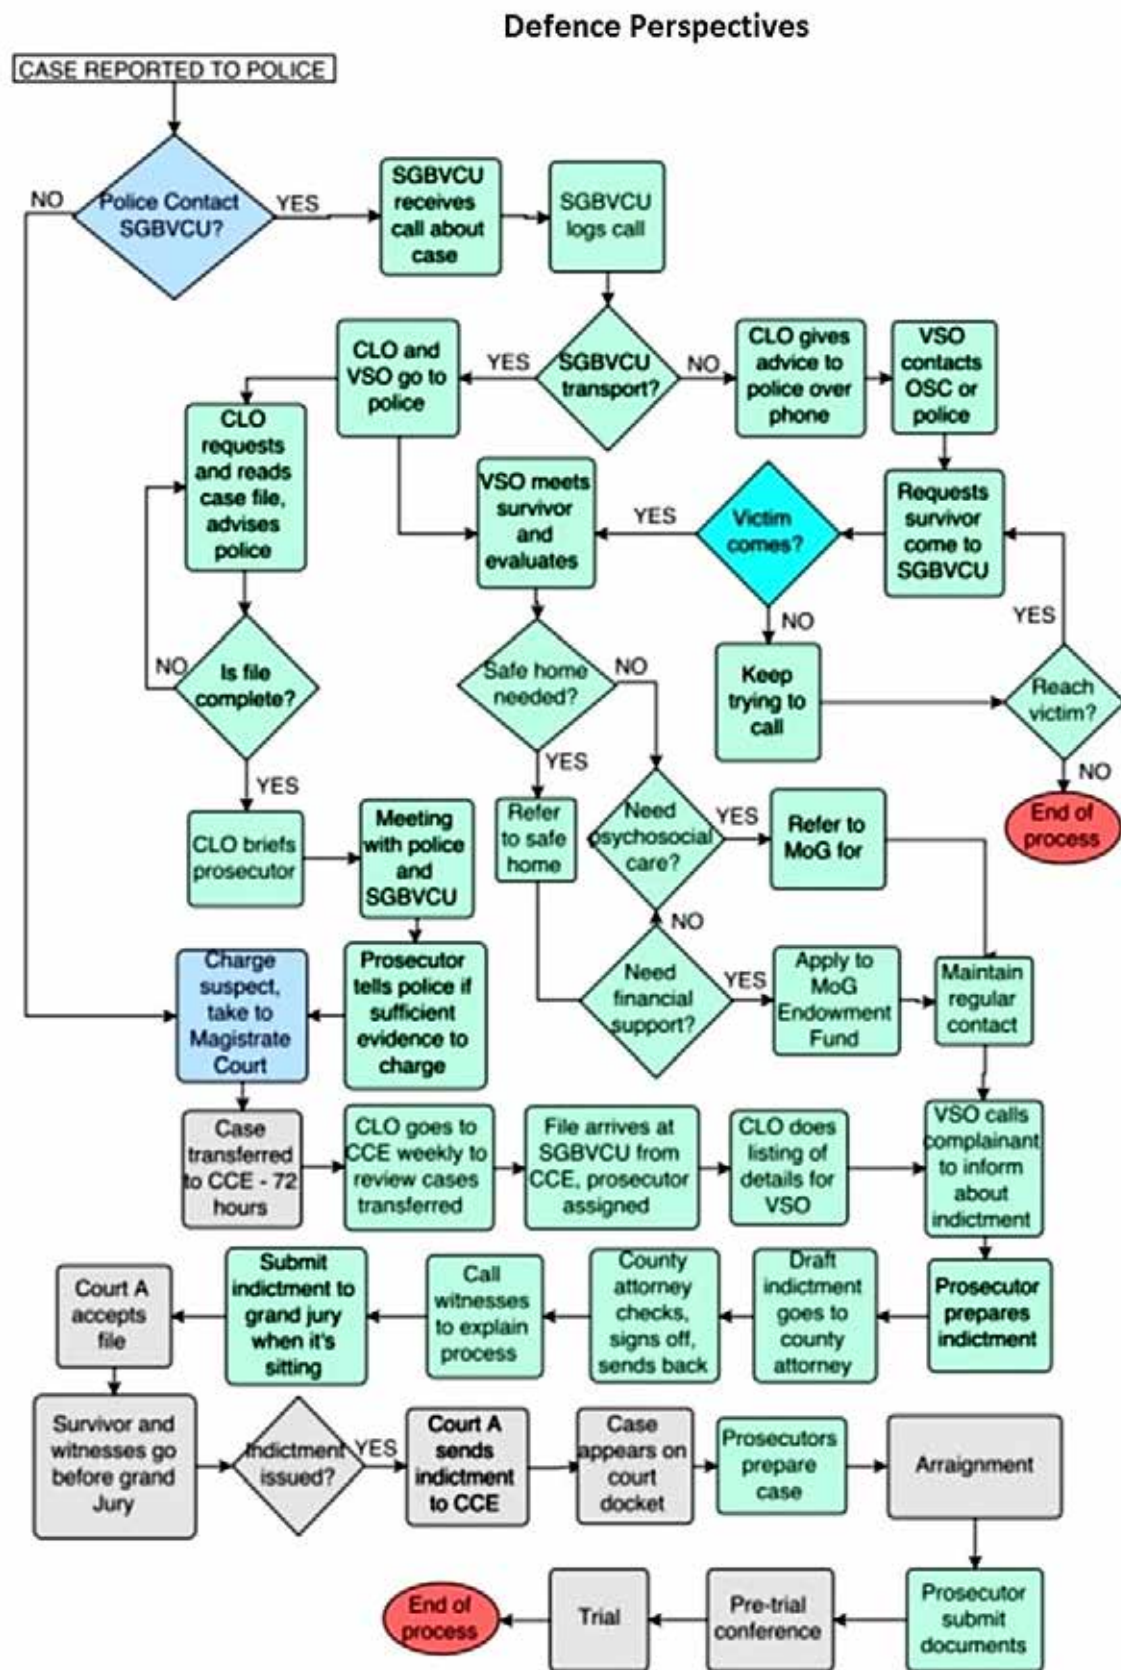 Defence Perspectives
CASE REPORTED TO POLICE
NO
Police Contact
SGBVCU?
YES
SGBVCU
receives
call about
case
SGBVCU
logs call
CLO and
VSO go to
police
YES
SGBVCU
transport?
NO
CLO gives
advice to
police over
phone
VSO
contacts
OSC or
police
CLO
requests
and reads
case file,
advises
police
VSO meets
survivor
and
evaluates
YES
Victim
comes?
Requests
survivor
come to
SGBVCU
NO
YES
NO
Is file
complete?
Safe home
needed?
NO
Keep
trying to
call
Reach
victim?
YES
YES
NO
End of
process
CLO briefs
prosecutor
Meeting
with police
and
SGBVCU
Refer
to safe
home
Need
psychosocial
care?
YES
Refer to
MoG for
NO
Charge
suspect,
take to
Magistrate
Court
Prosecutor
tells police if
sufficient
evidence to
charge
Need
financial
support?
YES
Apply to
MoG
Endowment
Fund
Maintain
regular
contact
Case
transferred
to CCE - 72
hours
CLO goes to
CCE weekly to
review cases
transferred
File arrives at
SGBVCU from
CCE, prosecutor
assigned
CLO does
listing of
details for
VSO
VSO calls
complainant
to inform
about
indictment
Court A
accepts
file
Submit
indictment to
grand jury
when it's
sitting
Call
witnesses
to explain
process
County
attorney
checks,
signs off,
sends back
Draft
indictment
goes to
county
attorney
Prosecutor
prepares
indictment
Survivor and
witnesses go
before grand
Jury
Indictment
issued?
YES
Court A
sends
indictment
to CCE
Case
appears on
court
docket
Prosecutors
prepare
case
Arraignment
End of
process
Trial
Pre-trial
conference
Prosecutor
submit
documents